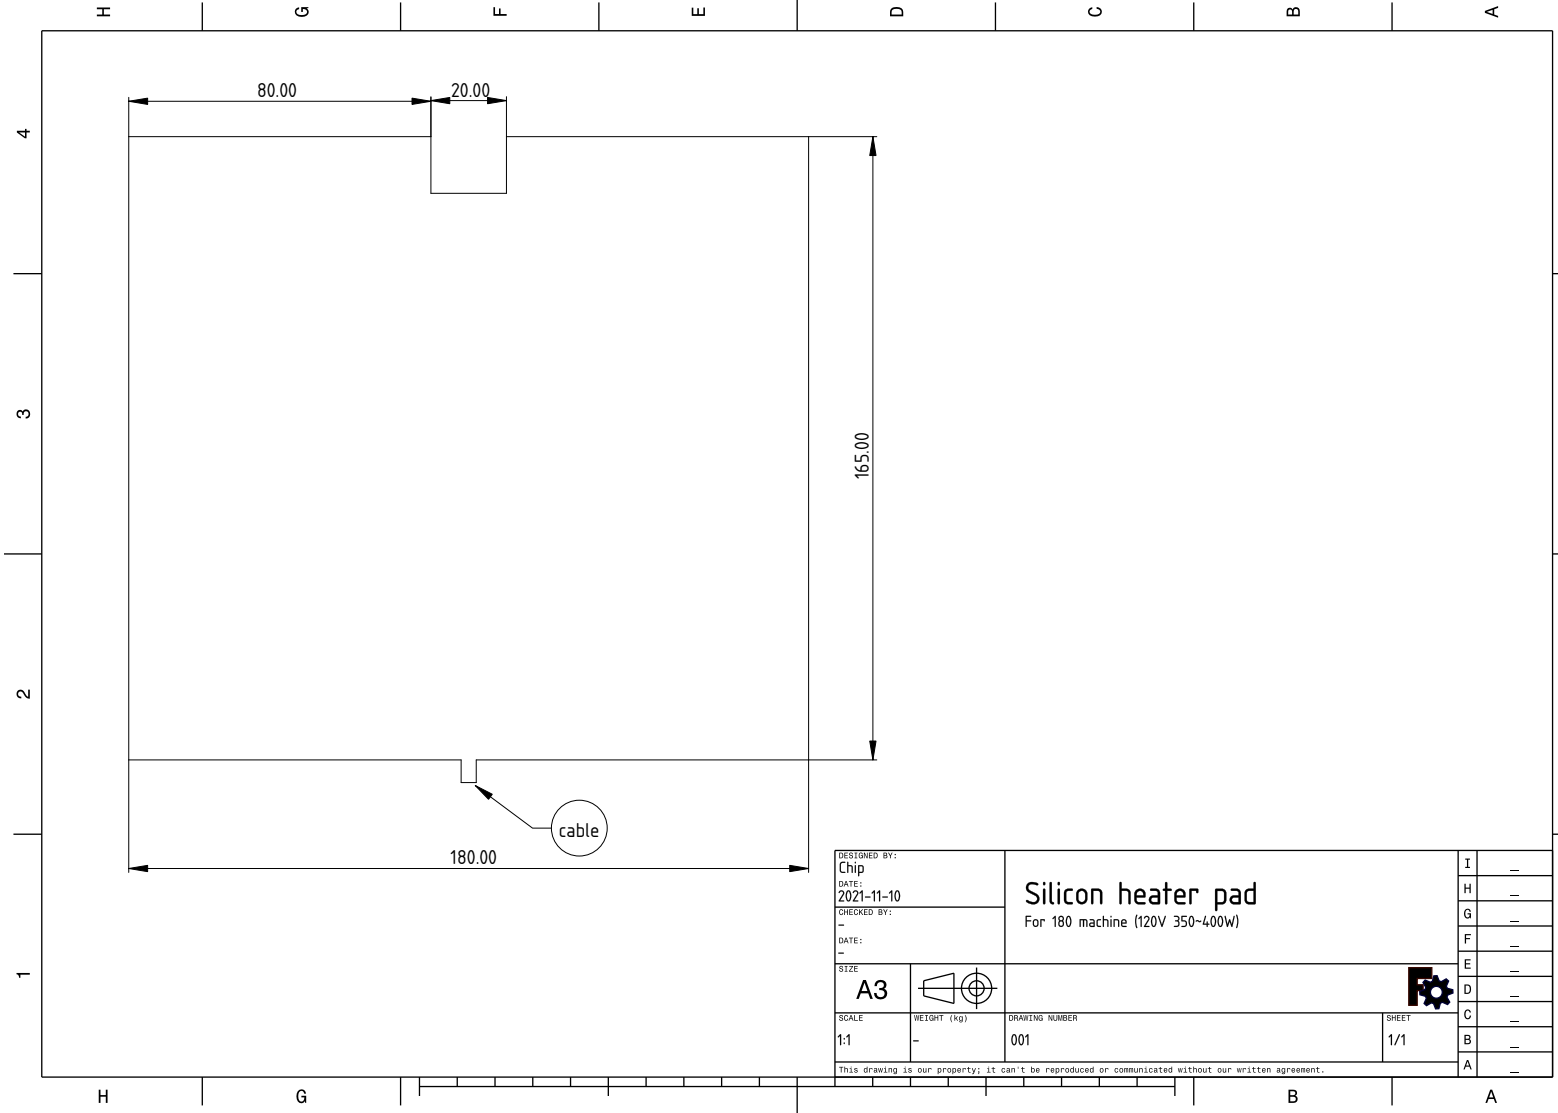 H G F E D C B A
80.00 20.00
4
3
165.00
2
cable
180.00
1
DESIGNED BY:
Chip
DATE:
2021-11-10
CHECKED BY:
-
DATE:
-
Silicon heater pad
For 180 machine (120V 350~400W)
SIZE
A3
SCALE
1:1
WEIGHT (kg)
-
DRAWING NUMBER
001
SHEET
1/1
This drawing is our property; it can't be reproduced or communicated without our written agreement.
I _
H _
G _
F _
E _
D _
C _
B _
A _
H G B A